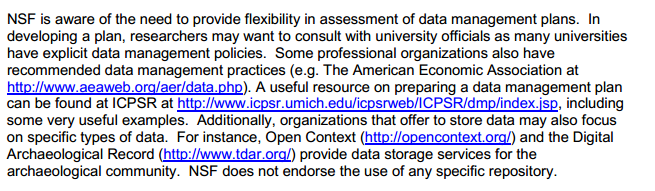 NSF is aware of the need to provide flexibility in assessment of data management plans.  In
developing a plan, researchers may want to consult with university officials as many universities
have explicit data management policies.  Some professional organizations also have
recommended data management practices (e.g. The American Economic Association at
http://www.aeaweb.org/aer/data.php). A useful resource on preparing a data management plan
can be found at ICPSR at http://www.icpsr.umich.edu/icpsrweb/ICPSR/dmp/index.jsp, including
some very useful examples.  Additionally, organizations that offer to store data may also focus
on specific types of data.  For instance, Open Context (http://opencontext.org/) and the Digital
Archaeological Record (http://www.tdar.org/) provide data storage services for the
archaeological community.  NSF does not endorse the use of any specific repository.